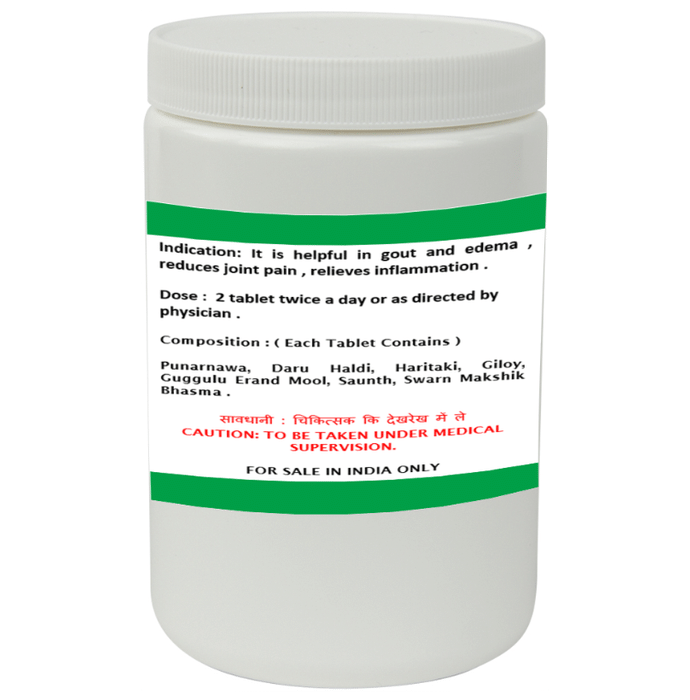 Indication: It is helpful in gout and edema ,
reduces joint pain , relieves inflammation .
Dose : 2 tablet twice a day or as directed by
physician .
Composition : ( Each Tablet Contains )
Punarnawa, Daru Haldi, Haritaki, Giloy,
Guggulu Erand Mool, Saunth, Swarn Makshik
Bhasma .
सावधानी : चिकित्सक कि देखरेख में ले
CAUTION: TO BE TAKEN UNDER MEDICAL
SUPERVISION.
FOR SALE IN INDIA ONLY